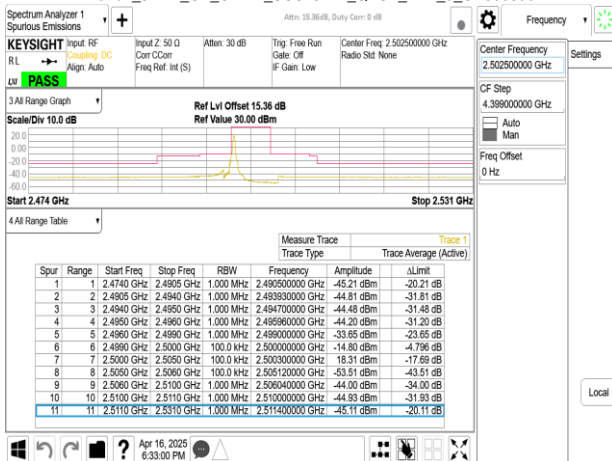 Spectrum Analyzer 1
Spurious Emissions
Attn: 15.36dB, Duty Corr: 0 dB
Frequency
KEYSIGHT
RL
Input: RF
Coupling: DC
Align: Auto
Input Z: 50 Ω
Corr CCorr
Freq Ref: Int (S)
Atten: 30 dB
Trig: Free Run
Gate: Off
IF Gain: Low
Center Freq: 2.502500000 GHz
Radio Std: None
LXI PASS
Center Frequency
2.502500000 GHz
Settings
CF Step
4.399000000 GHz
Auto
Man
Freq Offset
0 Hz
3 All Range Graph
Scale/Div 10.0 dB
Ref Lvl Offset 15.36 dB
Ref Value 30.00 dBm
20.0
0.00
-20.0
-40.0
-60.0
Start 2.474 GHz
Stop 2.531 GHz
4 All Range Table
Measure Trace Trace 1
Trace Type Trace Average (Active)
Spur Range Start Freq Stop Freq RBW Frequency Amplitude ΔLimit
1 1 2.4740 GHz 2.4905 GHz 1.000 MHz 2.490500000 GHz -45.21 dBm -20.21 dB
2 2 2.4905 GHz 2.4940 GHz 1.000 MHz 2.493930000 GHz -44.81 dBm -31.81 dB
3 3 2.4940 GHz 2.4950 GHz 1.000 MHz 2.494700000 GHz -44.48 dBm -31.48 dB
4 4 2.4950 GHz 2.4960 GHz 1.000 MHz 2.495960000 GHz -44.20 dBm -31.20 dB
5 5 2.4960 GHz 2.4990 GHz 1.000 MHz 2.499000000 GHz -33.65 dBm -23.65 dB
6 6 2.4990 GHz 2.5000 GHz 100.0 kHz 2.500000000 GHz -14.80 dBm -4.796 dB
7 7 2.5000 GHz 2.5050 GHz 100.0 kHz 2.500300000 GHz 18.31 dBm -17.69 dB
8 8 2.5050 GHz 2.5060 GHz 100.0 kHz 2.505120000 GHz -53.51 dBm -43.51 dB
9 9 2.5060 GHz 2.5100 GHz 1.000 MHz 2.506040000 GHz -44.00 dBm -34.00 dB
10 10 2.5100 GHz 2.5110 GHz 1.000 MHz 2.510000000 GHz -44.93 dBm -31.93 dB
11 11 2.5110 GHz 2.5310 GHz 1.000 MHz 2.511400000 GHz -45.11 dBm -20.11 dB
Local
Apr 16, 2025
6:33:00 PM